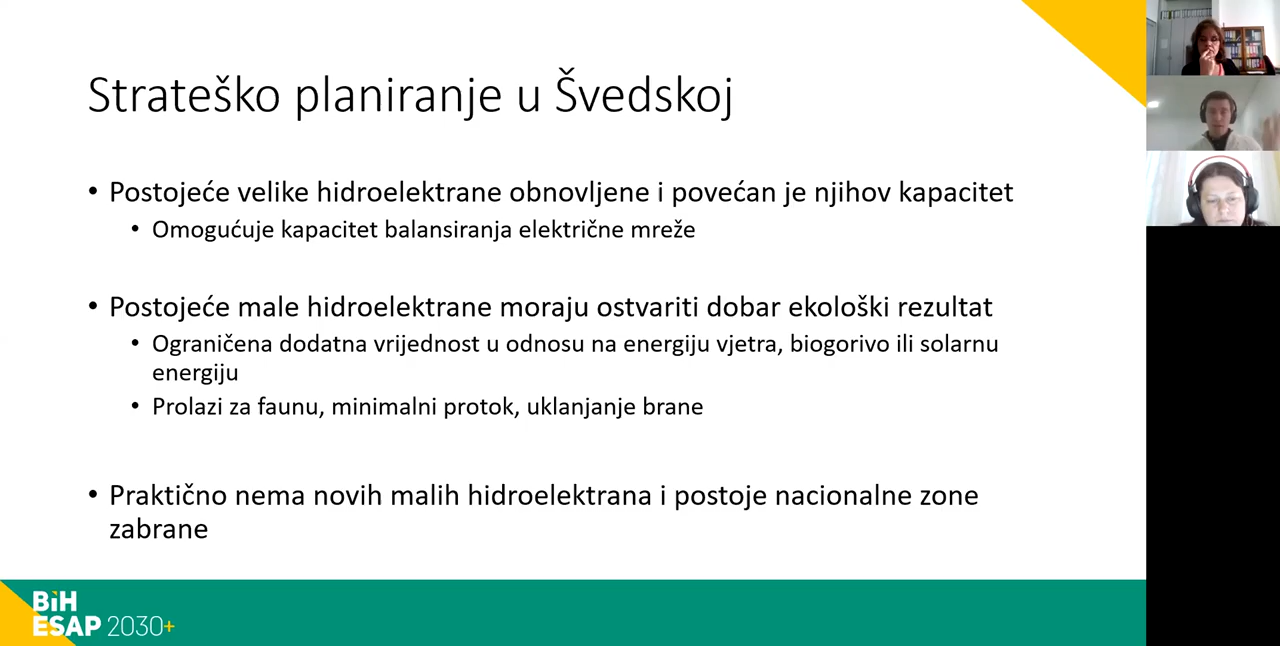 Strateško planiranje u Švedskoj
• Postojeće velike hidroelektrane obnovljene i povećan je njihov kapacitet
• Omogućuje kapacitet balansiranja električne mreže
• Postojeće male hidroelektrane moraju ostvariti dobar ekološki rezultat
• Ograničena dodatna vrijednost u odnosu na energiju vjetra, biogorivo ili solarnu
energiju
• Prolazi za faunu, minimalni protok, uklanjanje brane
• Praktično nema novih malih hidroelektrana i postoje nacionalne zone
zabrane
BiH
ESAP 2030+